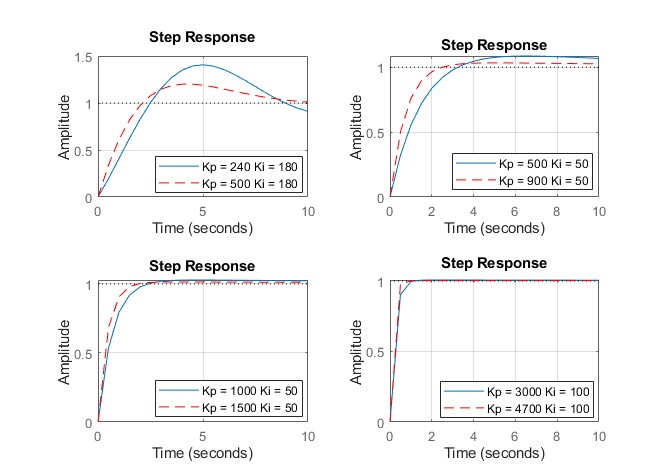 Step Response
1.5
1
0.5
0
Amplitude
Kp = 240 Ki = 180
Kp = 500 Ki = 180
0 5 10
Time (seconds)
Step Response
1
0.5
0
Amplitude
Kp = 500 Ki = 50
Kp = 900 Ki = 50
0 2 4 6 8 10
Time (seconds)
Step Response
1
0.5
0
Amplitude
Kp = 1000 Ki = 50
Kp = 1500 Ki = 50
0 5 10
Time (seconds)
Step Response
1
0.5
0
Amplitude
Kp = 3000 Ki = 100
Kp = 4700 Ki = 100
0 2 4 6 8 10
Time (seconds)